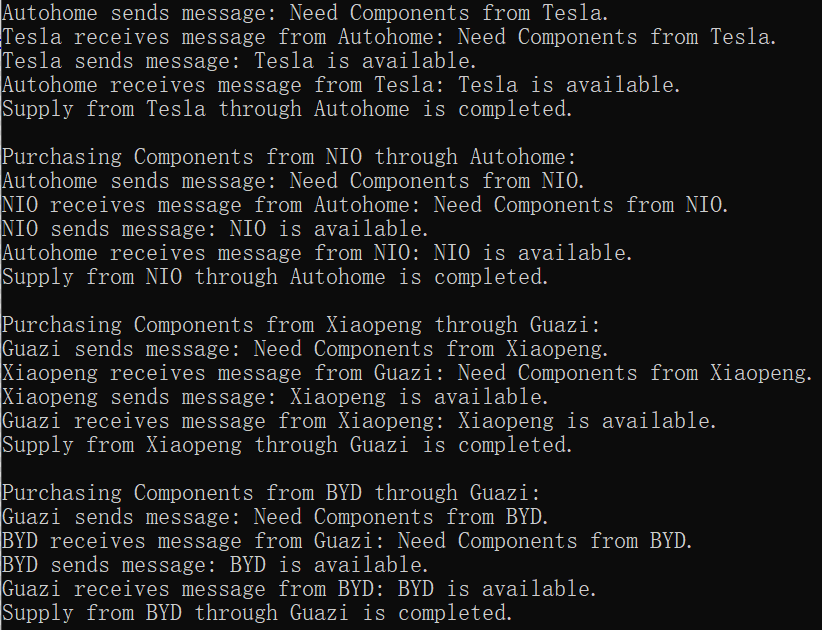 Autohome sends message: Need Components from Tesla.
Tesla receives message from Autohome: Need Components from Tesla.
Tesla sends message: Tesla is available.
Autohome receives message from Tesla: Tesla is available.
Supply from Tesla through Autohome is completed.

Purchasing Components from NIO through Autohome:
Autohome sends message: Need Components from NIO.
NIO receives message from Autohome: Need Components from NIO.
NIO sends message: NIO is available.
Autohome receives message from NIO: NIO is available.
Supply from NIO through Autohome is completed.

Purchasing Components from Xiaopeng through Guazi:
Guazi sends message: Need Components from Xiaopeng.
Xiaopeng receives message from Guazi: Need Components from Xiaopeng.
Xiaopeng sends message: Xiaopeng is available.
Guazi receives message from Xiaopeng: Xiaopeng is available.
Supply from Xiaopeng through Guazi is completed.

Purchasing Components from BYD through Guazi:
Guazi sends message: Need Components from BYD.
BYD receives message from Guazi: Need Components from BYD.
BYD sends message: BYD is available.
Guazi receives message from BYD: BYD is available.
Supply from BYD through Guazi is completed.